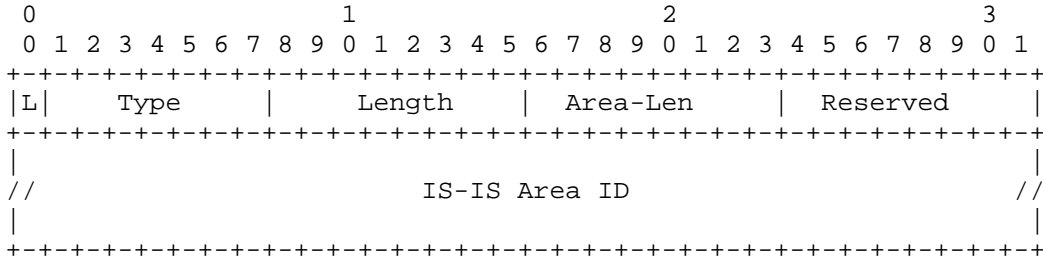 0                   1                   2                   3
 0 1 2 3 4 5 6 7 8 9 0 1 2 3 4 5 6 7 8 9 0 1 2 3 4 5 6 7 8 9 0 1
+-+-+-+-+-+-+-+-+-+-+-+-+-+-+-+-+-+-+-+-+-+-+-+-+-+-+-+-+-+-+-+-+
|L|    Type     |     Length    |  Area-Len     |  Reserved     |
+-+-+-+-+-+-+-+-+-+-+-+-+-+-+-+-+-+-+-+-+-+-+-+-+-+-+-+-+-+-+-+-+
|                                                               |
//                        IS-IS Area ID                        //
|                                                               |
+-+-+-+-+-+-+-+-+-+-+-+-+-+-+-+-+-+-+-+-+-+-+-+-+-+-+-+-+-+-+-+-+